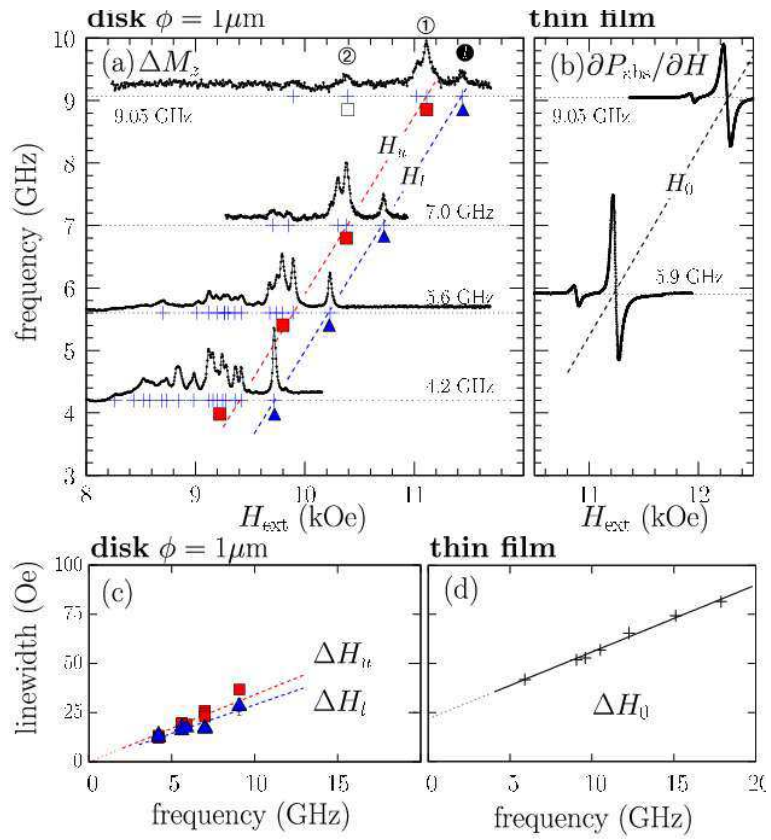 disk ϕ = 1μm
thin film
①
②
ℓ
(a) ΔM_z
(b) ∂P_abs/∂H
9.05 GHz
9.05 GHz
H_u
H_l
H_0
7.0 GHz
5.6 GHz
5.9 GHz
4.2 GHz
frequency (GHz)
10
9
8
7
6
5
4
3
8 9 10 11
11 12
H_ext (kOe)
H_ext (kOe)
disk ϕ = 1μm
thin film
(c)
(d)
ΔH_u
ΔH_l
ΔH_0
linewidth (Oe)
100
75
50
25
0
0 5 10 15
0 5 10 15 20
frequency (GHz)
frequency (GHz)